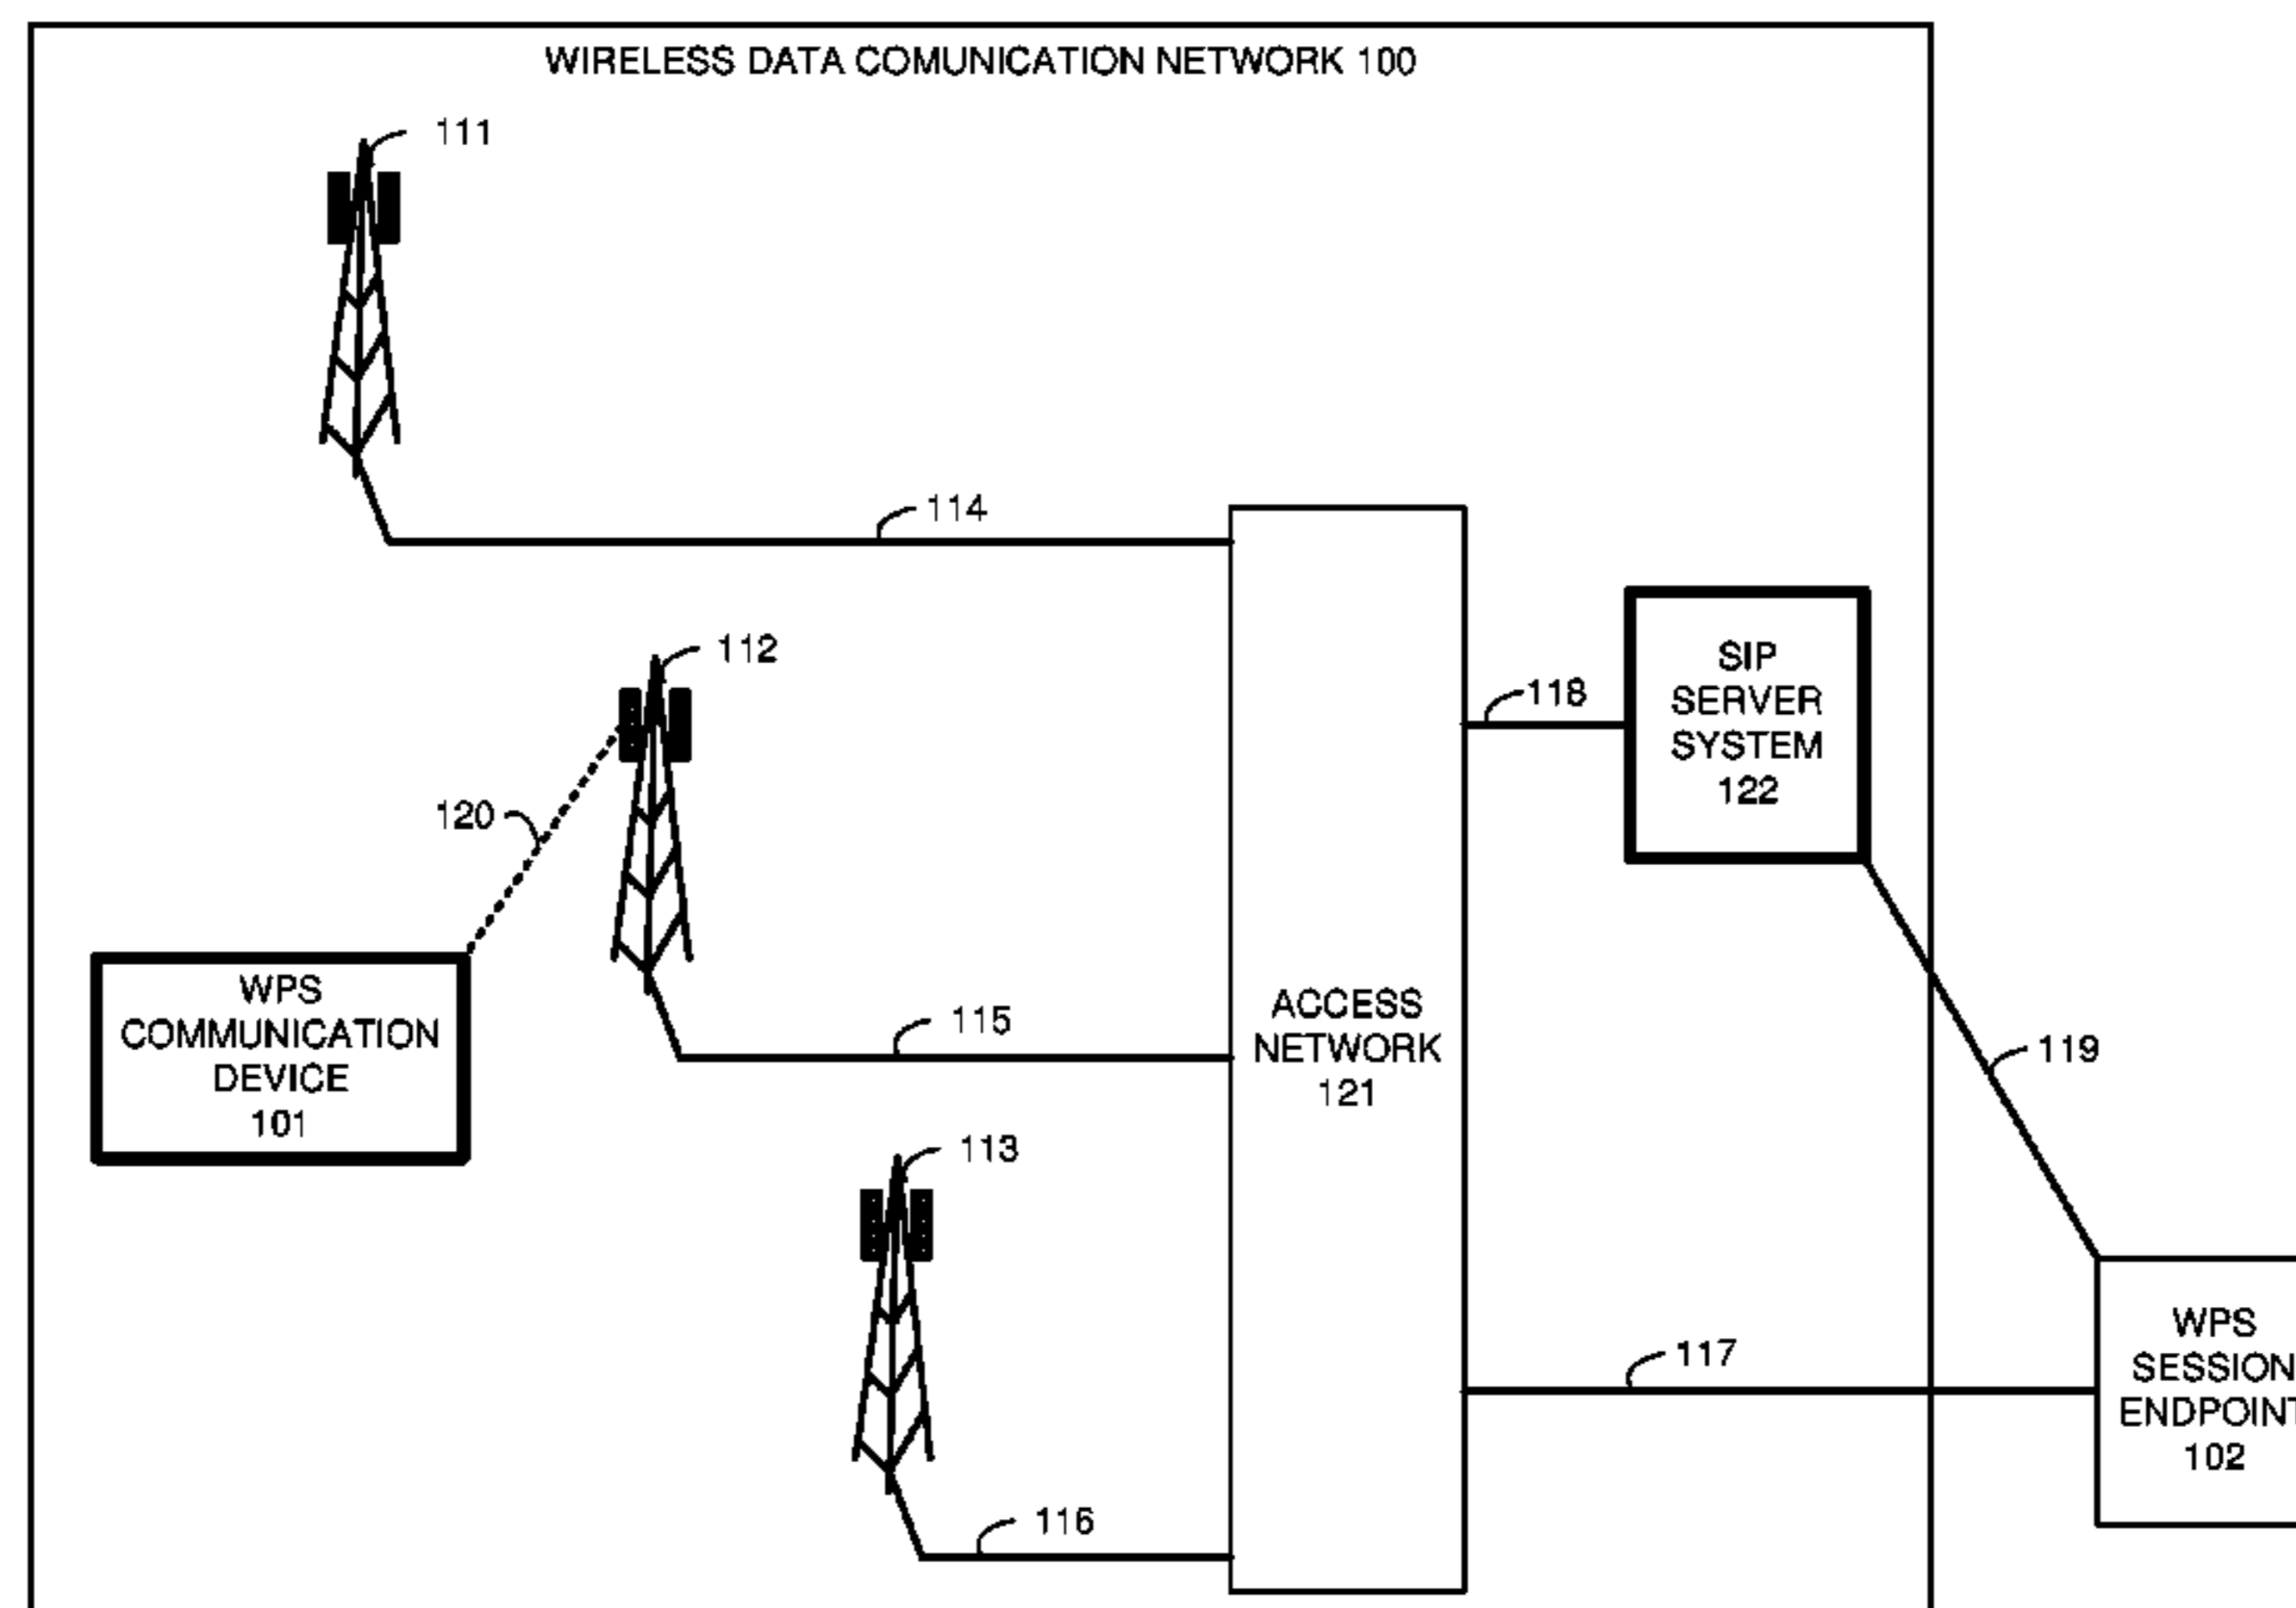 WIRELESS DATA COMUNICATION NETWORK 100
111
114
112
118
SIP
SERVER
SYSTEM
122
120
WPS
COMMUNICATION
DEVICE
101
115
ACCESS
NETWORK
121
119
113
117
WPS
SESSION
ENDPOINT
102
116